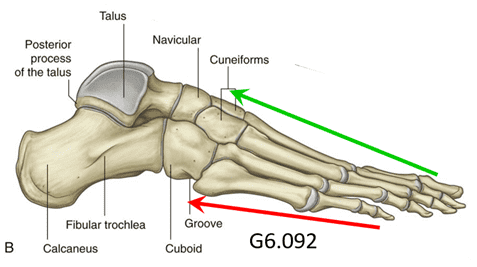 Talus
Posterior
process
of the talus
Navicular
Cuneiforms
Fibular trochlea
Groove
B
Calcaneus
Cuboid
G6.092